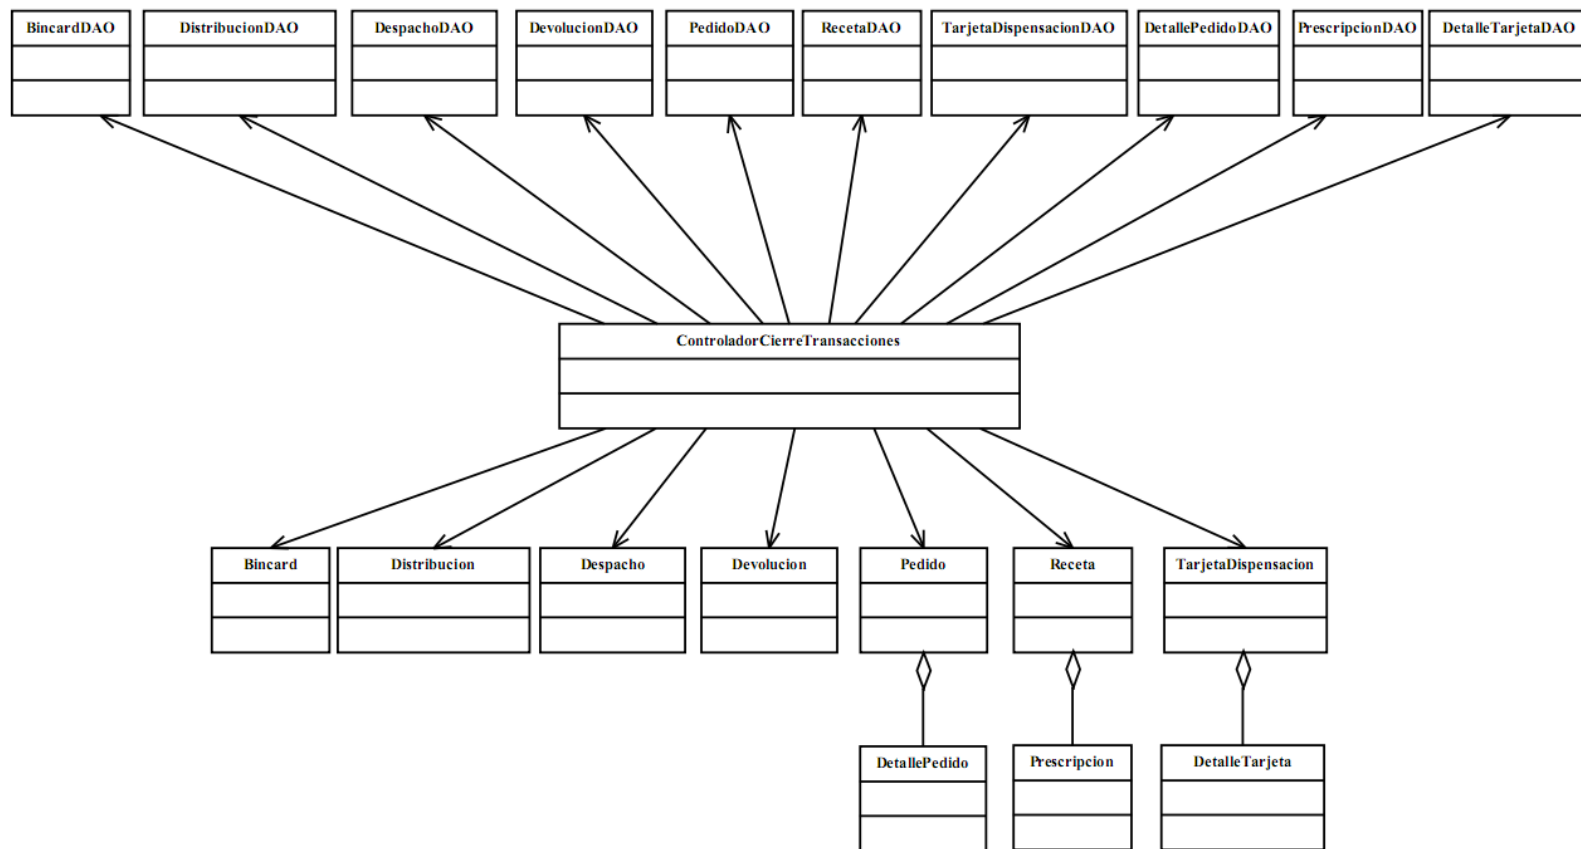 BincardDAO
DistribucionDAO
DespachoDAO
DevolucionDAO
PedidoDAO
RecetaDAO
TarjetaDispensacionDAO
DetallePedidoDAO
PrescripcionDAO
DetalleTarjetaDAO
ControladorCierreTransacciones
Bincard
Distribucion
Despacho
Devolucion
Pedido
Receta
TarjetaDispensacion
DetallePedido
Prescripcion
DetalleTarjeta